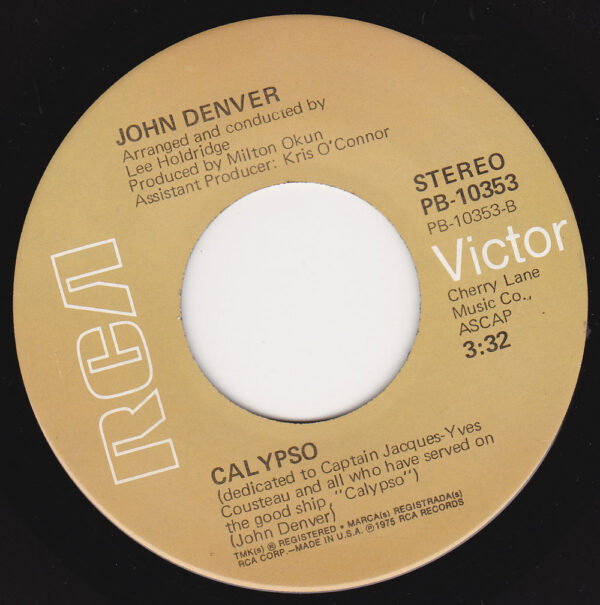 JOHN DENVER
Arranged and conducted by
Lee Holdridge
Produced by Milton Okun
Assistant Producer: Kris O'Connor
STEREO
PB-10353
PB-10353-B
Victor
Cherry Lane
Music Co.,
ASCAP
3:32
RCA
CALYPSO
(dedicated to Captain Jacques-Yves
Cousteau and all who have served on
the good ship, "Calypso")
(John Denver)
TMK(s) ® REGISTERED • MARCA(s) REGISTRADA(s)
RCA CORP.—MADE IN U.S.A. ℗ 1975 RCA RECORDS